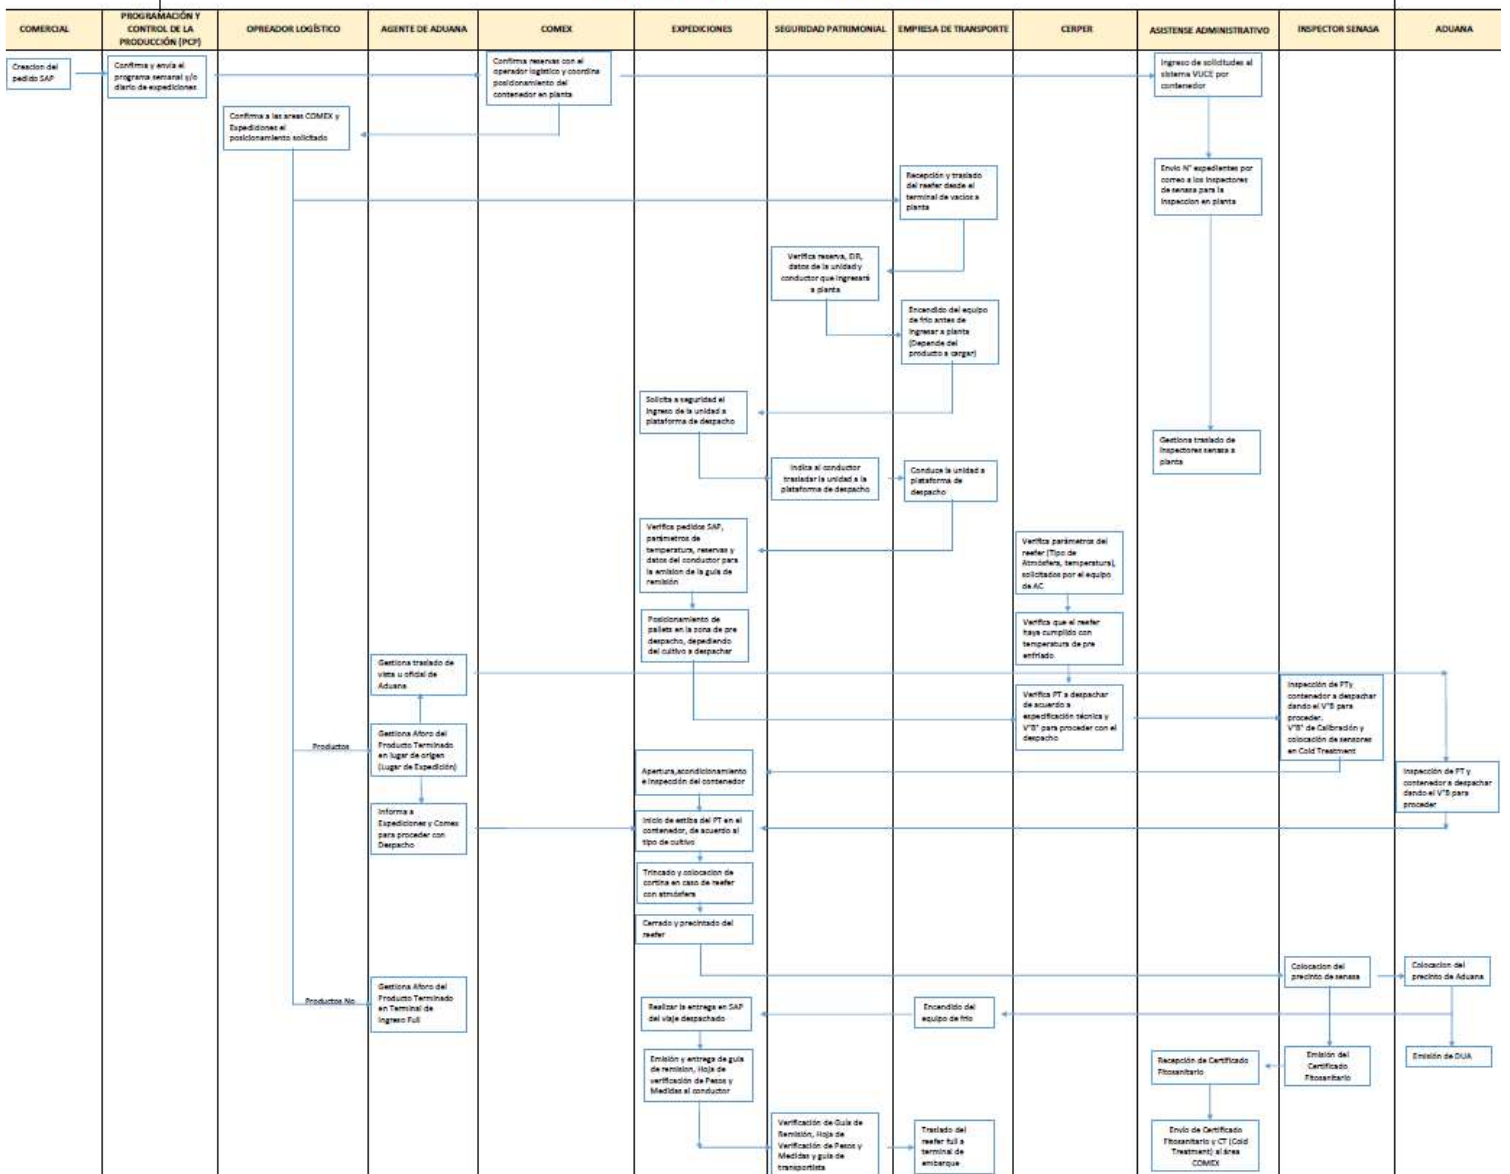 COMERCIAL
PROGRAMACIÓN Y
CONTROL DE LA
PRODUCCIÓN (PCP)
OPREADOR LOGÍSTICO
AGENTE DE ADUANA
COMEX
EXPEDICIONES
SEGURIDAD PATRIMONIAL
EMPRESA DE TRANSPORTE
CERPER
ASISTENSE ADMINISTRATIVO
INSPECTOR SENASA
ADUANA
Creacion del
pedido SAP
Confirma y envia el
programa semanal y/o
diario de expediciones
Confirma reservas con el
operador logístico y coordina
posicionamiento del
contenedor en planta
Ingreso de solicitudes al
sistema VUCE por
contenedor
Confirma a las areas COMEX y
Expediciones el
posicionamiento solicitado
Envio N° expedientes por
correo a los Inspectores
de senasa para la
inspeccion en planta
Recepción y traslado
del reefer desde el
terminal de vacios a
planta
Verifica reserva, EIR,
datos de la unidad y
conductor que ingresará
a planta
Encendido del equipo
de frio antes de
ingresar a planta
(Depende del
producto a cargar)
Solicita a seguridad el
ingreso de la unidad a
plataforma de despacho
Gestiona traslado de
Inspectores senasa a
planta
Indica al conductor
trasladar la unidad a la
plataforma de despacho
Conduce la unidad a
plataforma de
despacho
Verifica pedidos SAP,
parámetros de
temperatura, reservas y
datos del conductor para
la emision de la guia de
remisión
Verifica parámetros del
reefer (Tipo de
Atmósfera, temperatura),
solicitados por el equipo
de AC
Posicionamiento de
pallets en la zona de pre
despacho, depediendo
del cultivo a despachar
Verifica que el reefer
haya cumplido con
temperatura de pre
enfriado
Gestiona traslado de
vista u oficial de
Aduana
Verifica PT a despachar
de acuerdo a
especificación técnica y
V°B° para proceder con el
despacho
Inspección de PTy
contenedor a despachar
dando el V°B para
proceder.
V°B° de Calibración y
colocación de sensores
en Cold Treatment
Productos
Gestiona Aforo del
Producto Terminado
en lugar de origen
(Lugar de Expedición)
Apertura,acondicionamiento
e inspección del contenedor
Inspección de PT y
contenedor a despachar
dando el V°B para
proceder
Informa a
Expediciones y Comex
para proceder con
Despacho
Inicio de estiba del PT en el
contenedor, de acuerdo al
tipo de cultivo
Trincado y colocacion de
cortina en caso de reefer
con atmósfera
Cerrado y precintado del
reefer
Colocacion del
precinto de senasa
Colocacion del
precinto de Aduana
Productos No
Gestiona Aforo del
Producto Terminado
en Terminal de
Ingreso Full
Realizar la entrega en SAP
del viaje despachado
Encendido del
equipo de frio
Emisión y entrega de guia
de remision, Hoja de
verificación de Pesos y
Medidas al conductor
Recepción de Certificado
Fitosanitario
Emisión del
Certificado
Fitosanitario
Emisión de DUA
Verificación de Guia de
Remisión, Hoja de
Verificación de Pesos y
Medidas y guia de
transportista
Traslado del
reefer full a
terminal de
embarque
Envio de Certificado
Fitosanitario y CT (Cold
Treatment) al área
COMEX